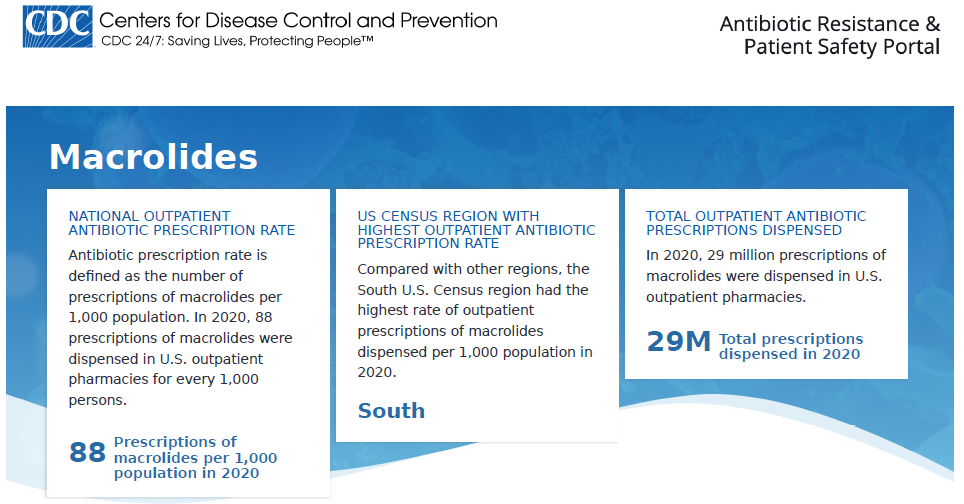 CDC
Centers for Disease Control and Prevention
CDC 24/7: Saving Lives, Protecting People™
Antibiotic Resistance &
Patient Safety Portal
Macrolides
NATIONAL OUTPATIENT
ANTIBIOTIC PRESCRIPTION RATE
Antibiotic prescription rate is
defined as the number of
prescriptions of macrolides per
1,000 population. In 2020, 88
prescriptions of macrolides were
dispensed in U.S. outpatient
pharmacies for every 1,000
persons.
88 Prescriptions of
macrolides per 1,000
population in 2020
US CENSUS REGION WITH
HIGHEST OUTPATIENT ANTIBIOTIC
PRESCRIPTION RATE
Compared with other regions, the
South U.S. Census region had the
highest rate of outpatient
prescriptions of macrolides
dispensed per 1,000 population in
2020.
South
TOTAL OUTPATIENT ANTIBIOTIC
PRESCRIPTIONS DISPENSED
In 2020, 29 million prescriptions of
macrolides were dispensed in U.S.
outpatient pharmacies.
29M Total prescriptions
dispensed in 2020